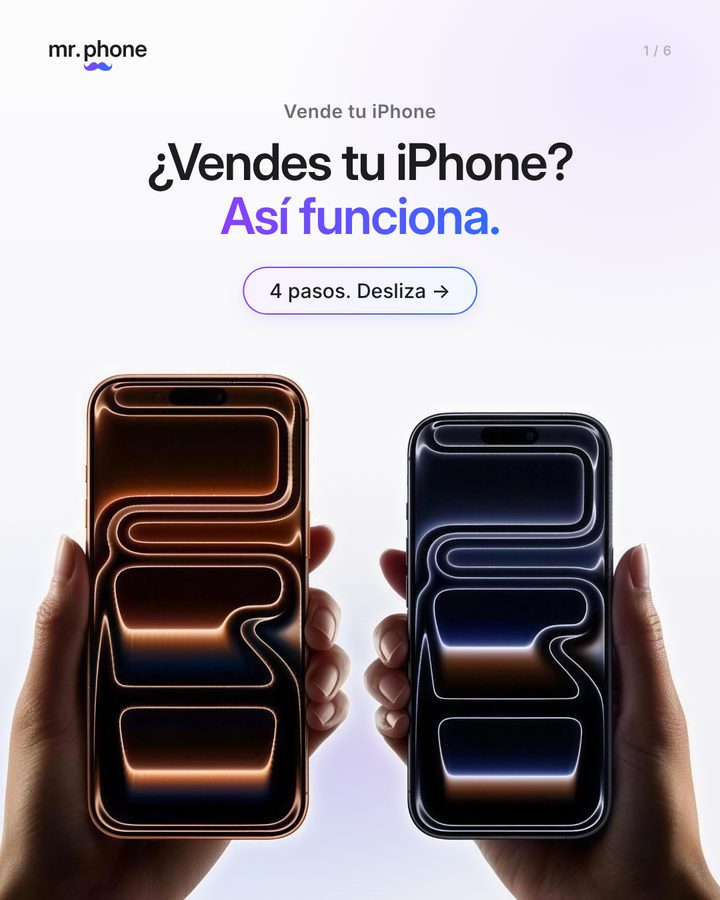 mr.phone
1 / 6
Vende tu iPhone
¿Vendes tu iPhone?
Así funciona.
4 pasos. Desliza →